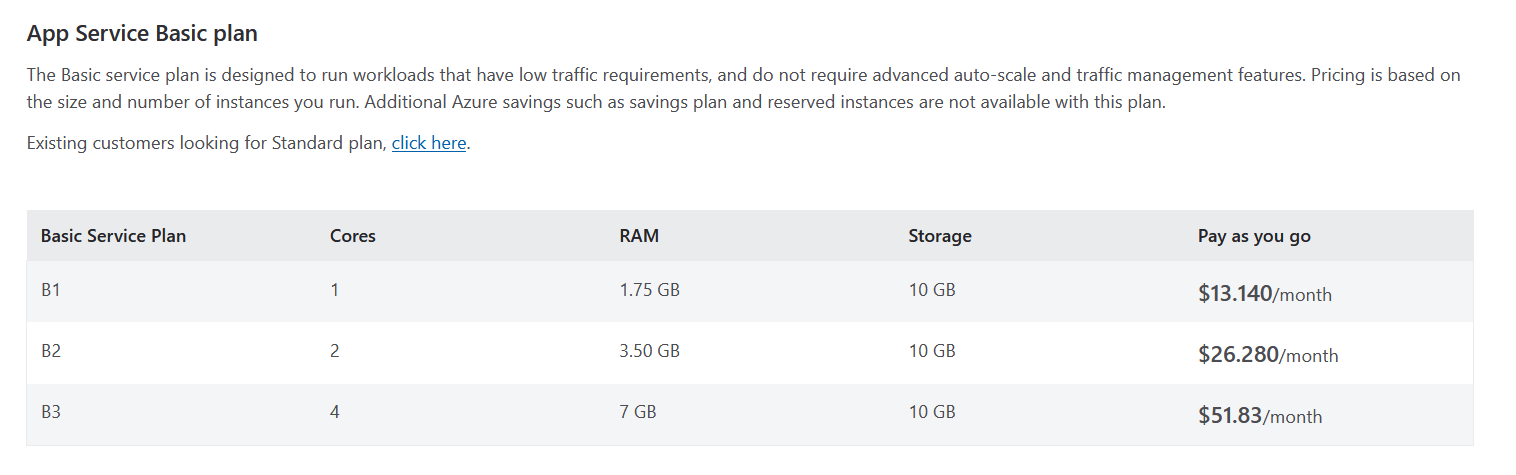 App Service Basic plan
The Basic service plan is designed to run workloads that have low traffic requirements, and do not require advanced auto-scale and traffic management features. Pricing is based on
the size and number of instances you run. Additional Azure savings such as savings plan and reserved instances are not available with this plan.
Existing customers looking for Standard plan, click here.
Basic Service Plan Cores RAM Storage Pay as you go
B1 1 1.75 GB 10 GB $13.140/month
B2 2 3.50 GB 10 GB $26.280/month
B3 4 7 GB 10 GB $51.83/month